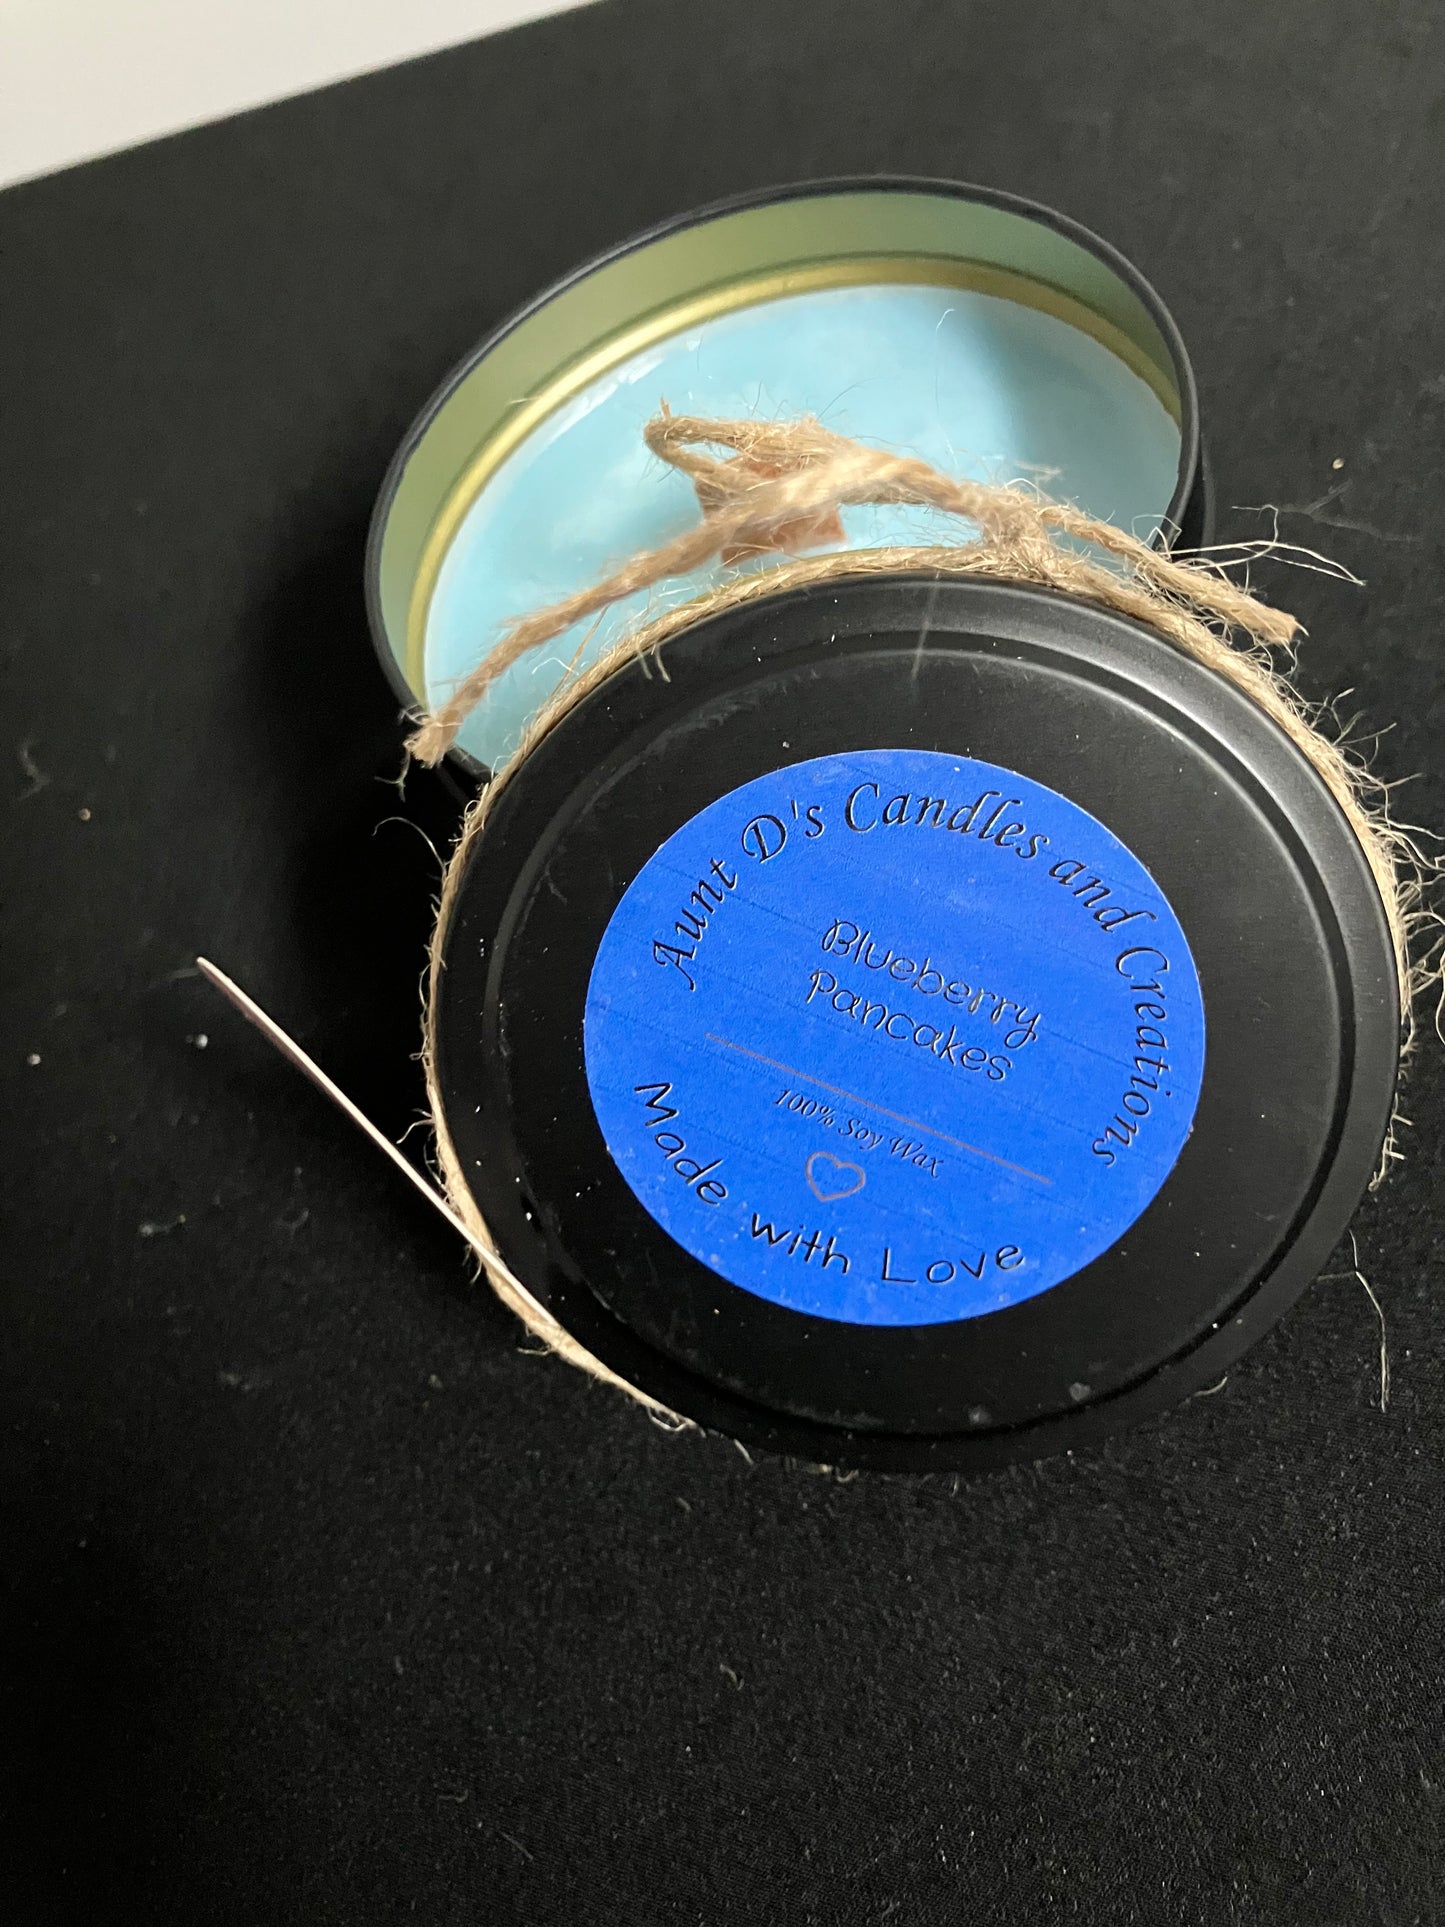 Aunt D's Candles and Creations
Blueberry
Pancakes
100% Soy Wax
Made with Love